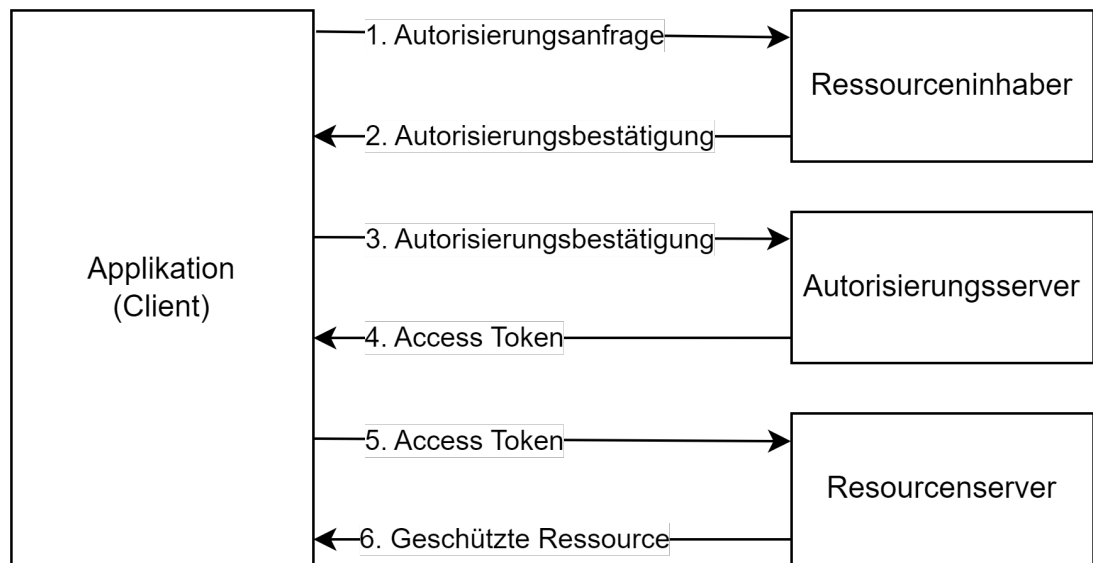 1. Autorisierungsanfrage
Ressourceninhaber
2. Autorisierungsbestätigung
3. Autorisierungsbestätigung
Applikation
(Client)
Autorisierungsserver
4. Access Token
5. Access Token
Resourcenserver
6. Geschützte Ressource